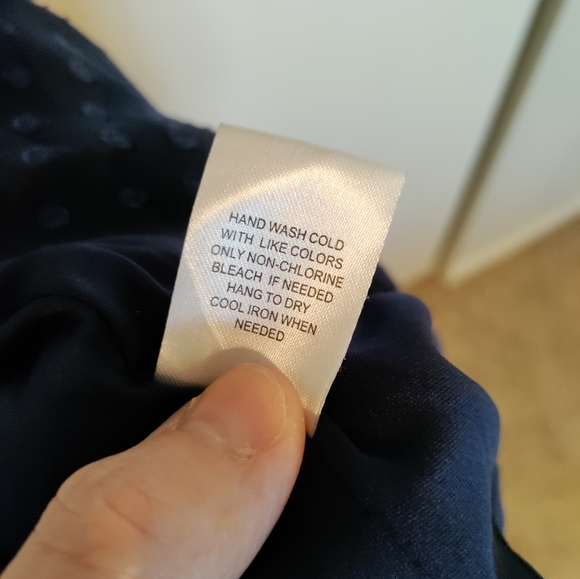 HAND WASH COLD
WITH LIKE COLORS
ONLY NON-CHLORINE
BLEACH IF NEEDED
HANG TO DRY
COOL IRON WHEN
NEEDED